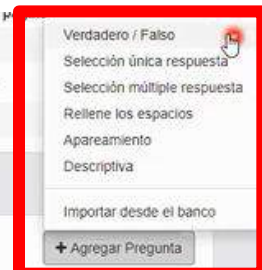 Verdadero / Falso
Selección única respuesta
Selección múltiple respuesta
Rellene los espacios
Apareamiento
Descriptiva
Importar desde el banco
+ Agregar Pregunta